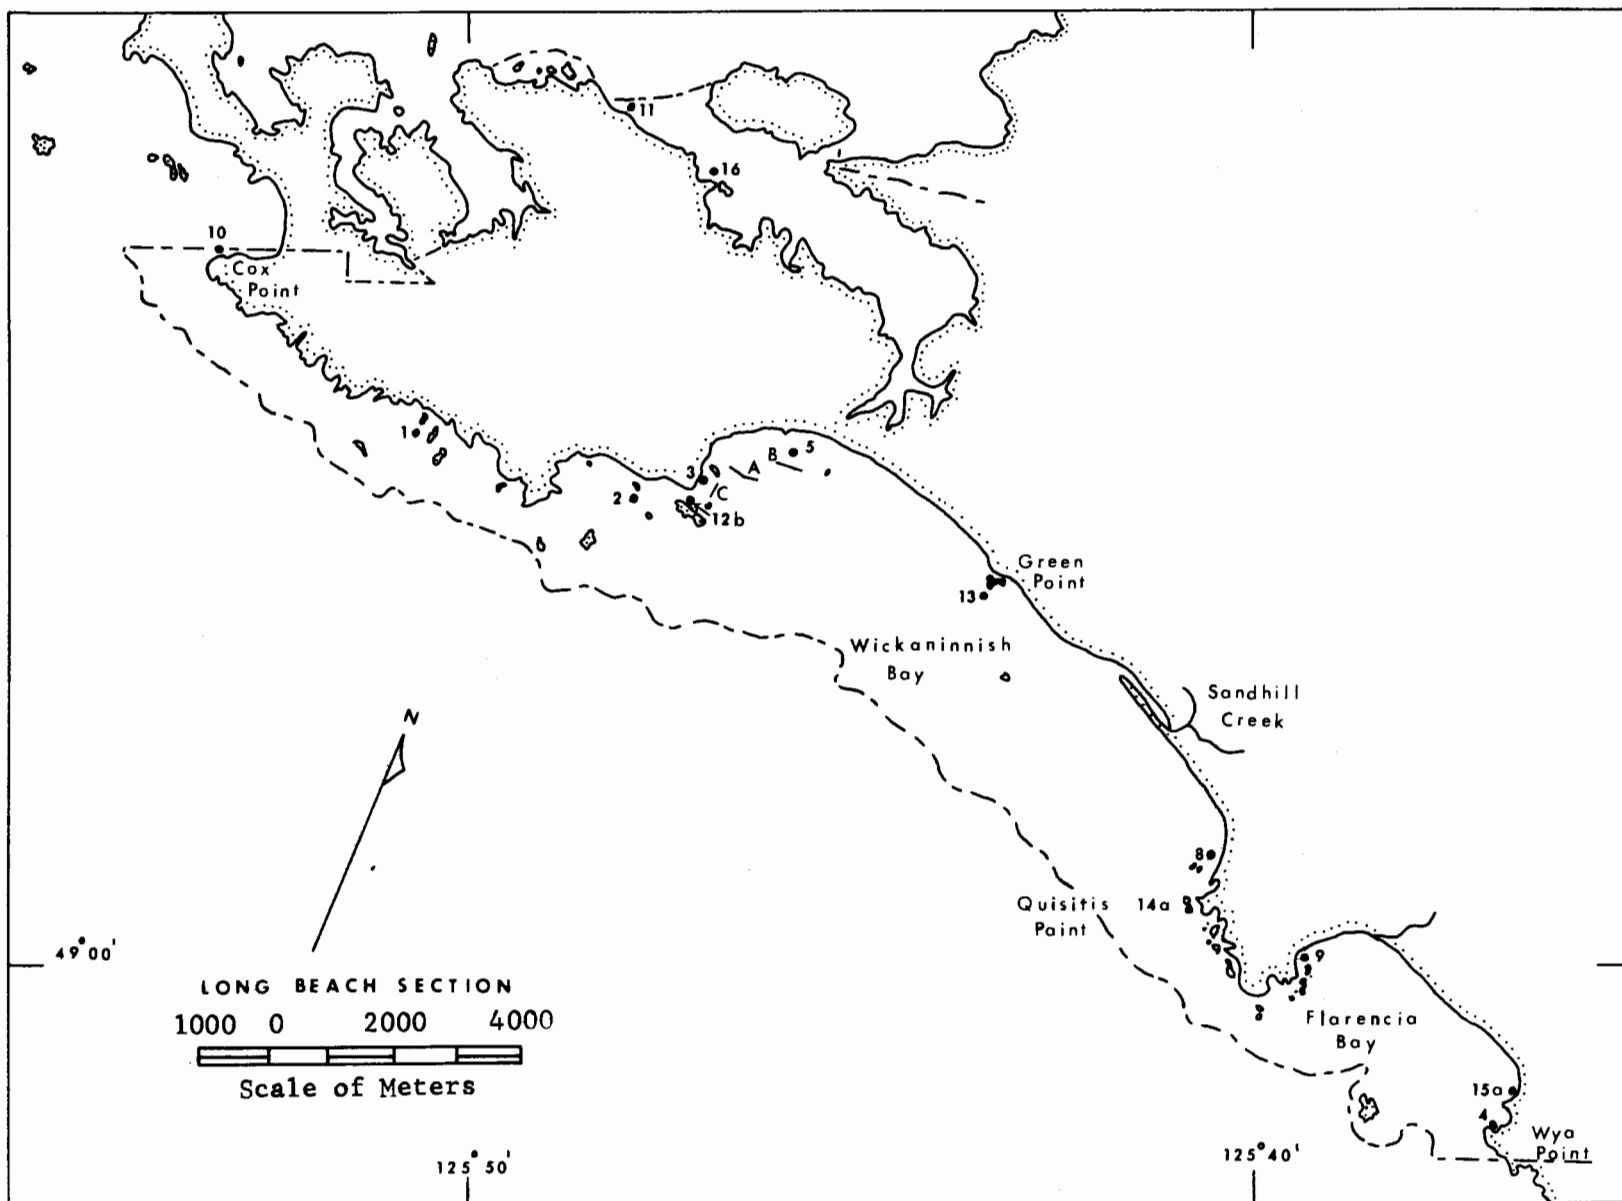 11
16
10
Cox
Point
1
5
B
A
3
C
2
12b
Green
Point
13
Wickaninnish
Bay
Sandhill
Creek
N
8
Quisitis
Paint
14a
49°00'
9
LONG BEACH SECTION
1000 0 2000 4000
Scale of Meters
Flarencia
Bay
15a
4
Wya
Point
125°50'
125°40'